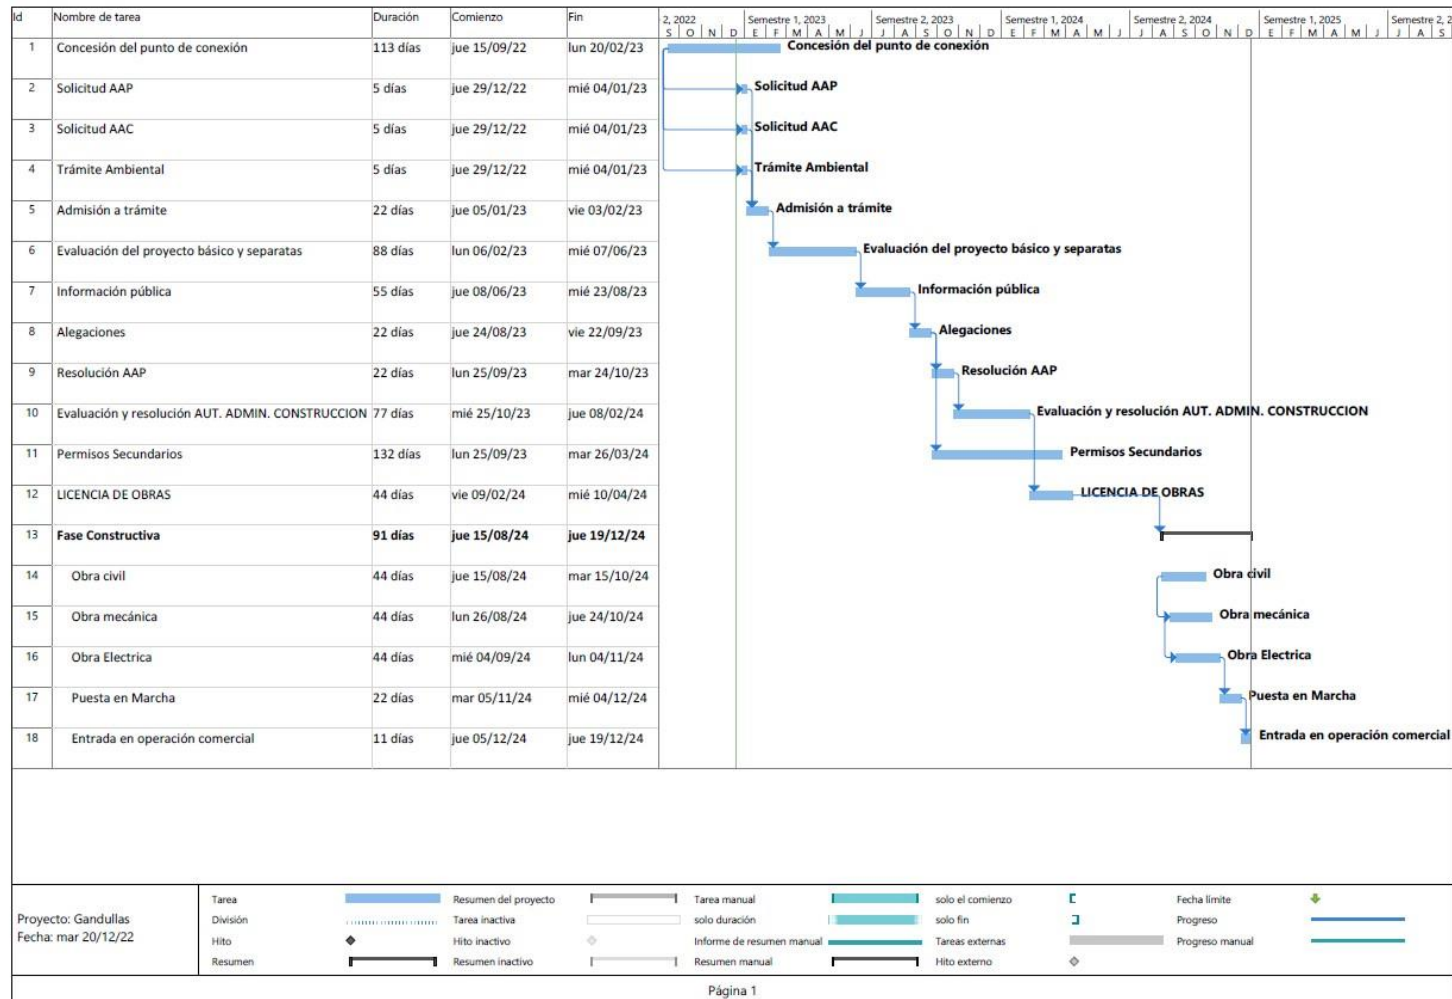 Id Nombre de tarea Duración Comienzo Fin
2, 2022 Semestre 1, 2023 Semestre 2, 2023 Semestre 1, 2024 Semestre 2, 2024 Semestre 1, 2025 Semestre 2, 2
S O N D E F M A M J J A S O N D E F M A M J J A S O N D E F M A M J J A S
1 Concesión del punto de conexión 113 días jue 15/09/22 lun 20/02/23 Concesión del punto de conexión
2 Solicitud AAP 5 días jue 29/12/22 mié 04/01/23 Solicitud AAP
3 Solicitud AAC 5 días jue 29/12/22 mié 04/01/23 Solicitud AAC
4 Trámite Ambiental 5 días jue 29/12/22 mié 04/01/23 Trámite Ambiental
5 Admisión a trámite 22 días jue 05/01/23 vie 03/02/23 Admisión a trámite
6 Evaluación del proyecto básico y separatas 88 días lun 06/02/23 mié 07/06/23 Evaluación del proyecto básico y separatas
7 Información pública 55 días jue 08/06/23 mié 23/08/23 Información pública
8 Alegaciones 22 días jue 24/08/23 vie 22/09/23 Alegaciones
9 Resolución AAP 22 días lun 25/09/23 mar 24/10/23 Resolución AAP
10 Evaluación y resolución AUT. ADMIN. CONSTRUCCION 77 días mié 25/10/23 jue 08/02/24 Evaluación y resolución AUT. ADMIN. CONSTRUCCION
11 Permisos Secundarios 132 días lun 25/09/23 mar 26/03/24 Permisos Secundarios
12 LICENCIA DE OBRAS 44 días vie 09/02/24 mié 10/04/24 LICENCIA DE OBRAS
13 Fase Constructiva 91 días jue 15/08/24 jue 19/12/24
14 Obra civil 44 días jue 15/08/24 mar 15/10/24 Obra civil
15 Obra mecánica 44 días lun 26/08/24 jue 24/10/24 Obra mecánica
16 Obra Electrica 44 días mié 04/09/24 lun 04/11/24 Obra Electrica
17 Puesta en Marcha 22 días mar 05/11/24 mié 04/12/24 Puesta en Marcha
18 Entrada en operación comercial 11 días jue 05/12/24 jue 19/12/24 Entrada en operación comercial
Proyecto: Gandullas
Fecha: mar 20/12/22
Tarea Resumen del proyecto Tarea manual solo el comienzo Fecha límite
División Tarea inactiva solo duración solo fin Progreso
Hito Hito inactivo Informe de resumen manual Tareas externas Progreso manual
Resumen Resumen inactivo Resumen manual Hito externo
Página 1